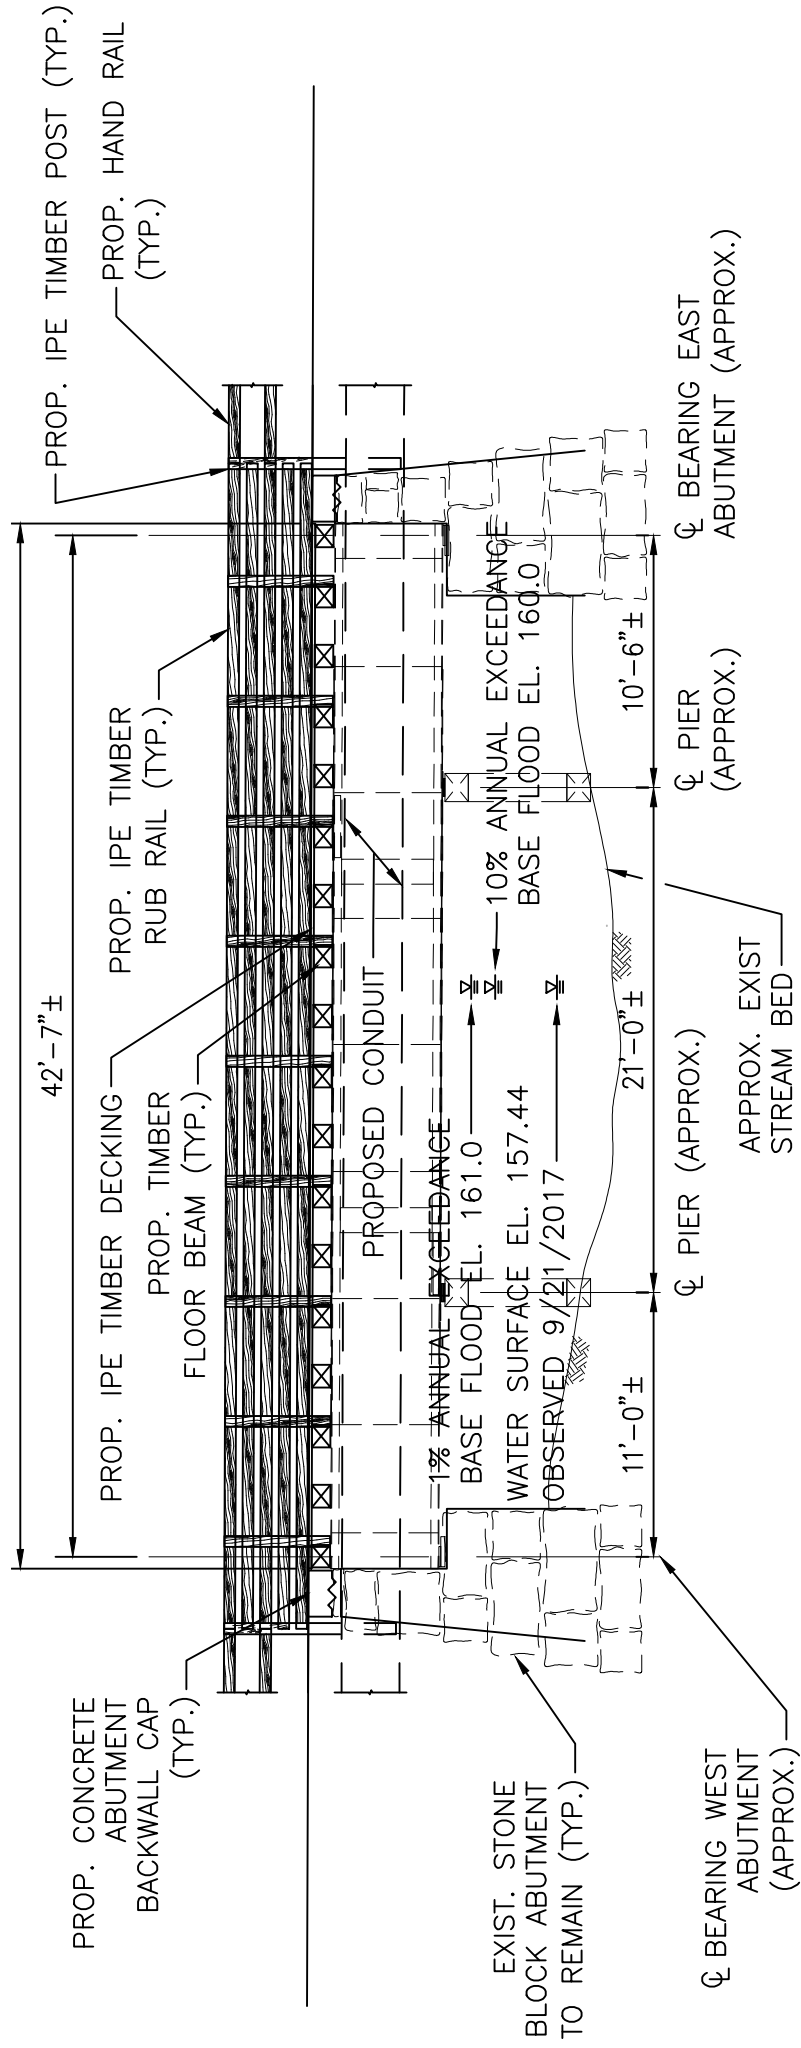 PROP. CONCRETE
ABUTMENT
BACKWALL CAP
(TYP.)
PROP. IPE TIMBER DECKING
PROP. TIMBER
FLOOR BEAM (TYP.)
42'-7"±
PROP. IPE TIMBER
RUB RAIL (TYP.)
PROP. IPE TIMBER POST (TYP.)
PROP. HAND RAIL
(TYP.)
PROPOSED CONDUIT
1% ANNUAL EXCEEDANCE
BASE FLOOD EL. 161.0
WATER SURFACE EL. 157.44
OBSERVED 9/21/2017
10% ANNUAL EXCEEDANCE
BASE FLOOD EL. 160.0
EXIST. STONE
BLOCK ABUTMENT
TO REMAIN (TYP.)
11'-0"±
21'-0"±
10'-6"±
℄ BEARING WEST
ABUTMENT
(APPROX.)
℄ PIER (APPROX.)
APPROX. EXIST
STREAM BED
℄ PIER
(APPROX.)
℄ BEARING EAST
ABUTMENT (APPROX.)